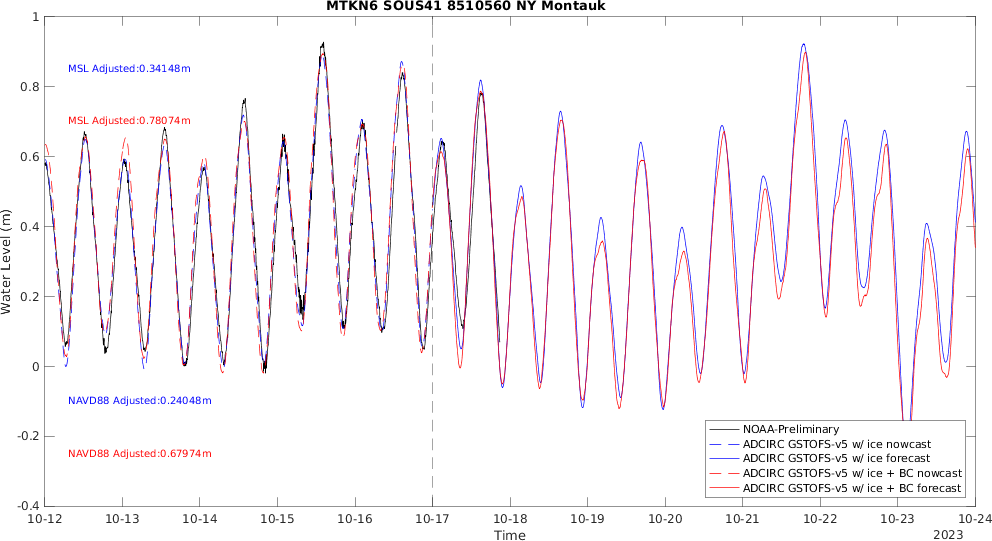 MTKN6 SOUS41 8510560 NY Montauk
1
0.8
0.6
0.4
0.2
0
-0.2
-0.4
Water Level (m)
MSL Adjusted:0.34148m
MSL Adjusted:0.78074m
NAVD88 Adjusted:0.24048m
NAVD88 Adjusted:0.67974m
NOAA-Preliminary
ADCIRC GSTOFS-v5 w/ ice nowcast
ADCIRC GSTOFS-v5 w/ ice forecast
ADCIRC GSTOFS-v5 w/ ice + BC nowcast
ADCIRC GSTOFS-v5 w/ ice + BC forecast
10-12 10-13 10-14 10-15 10-16 10-17 10-18 10-19 10-20 10-21 10-22 10-23 10-24
Time
2023